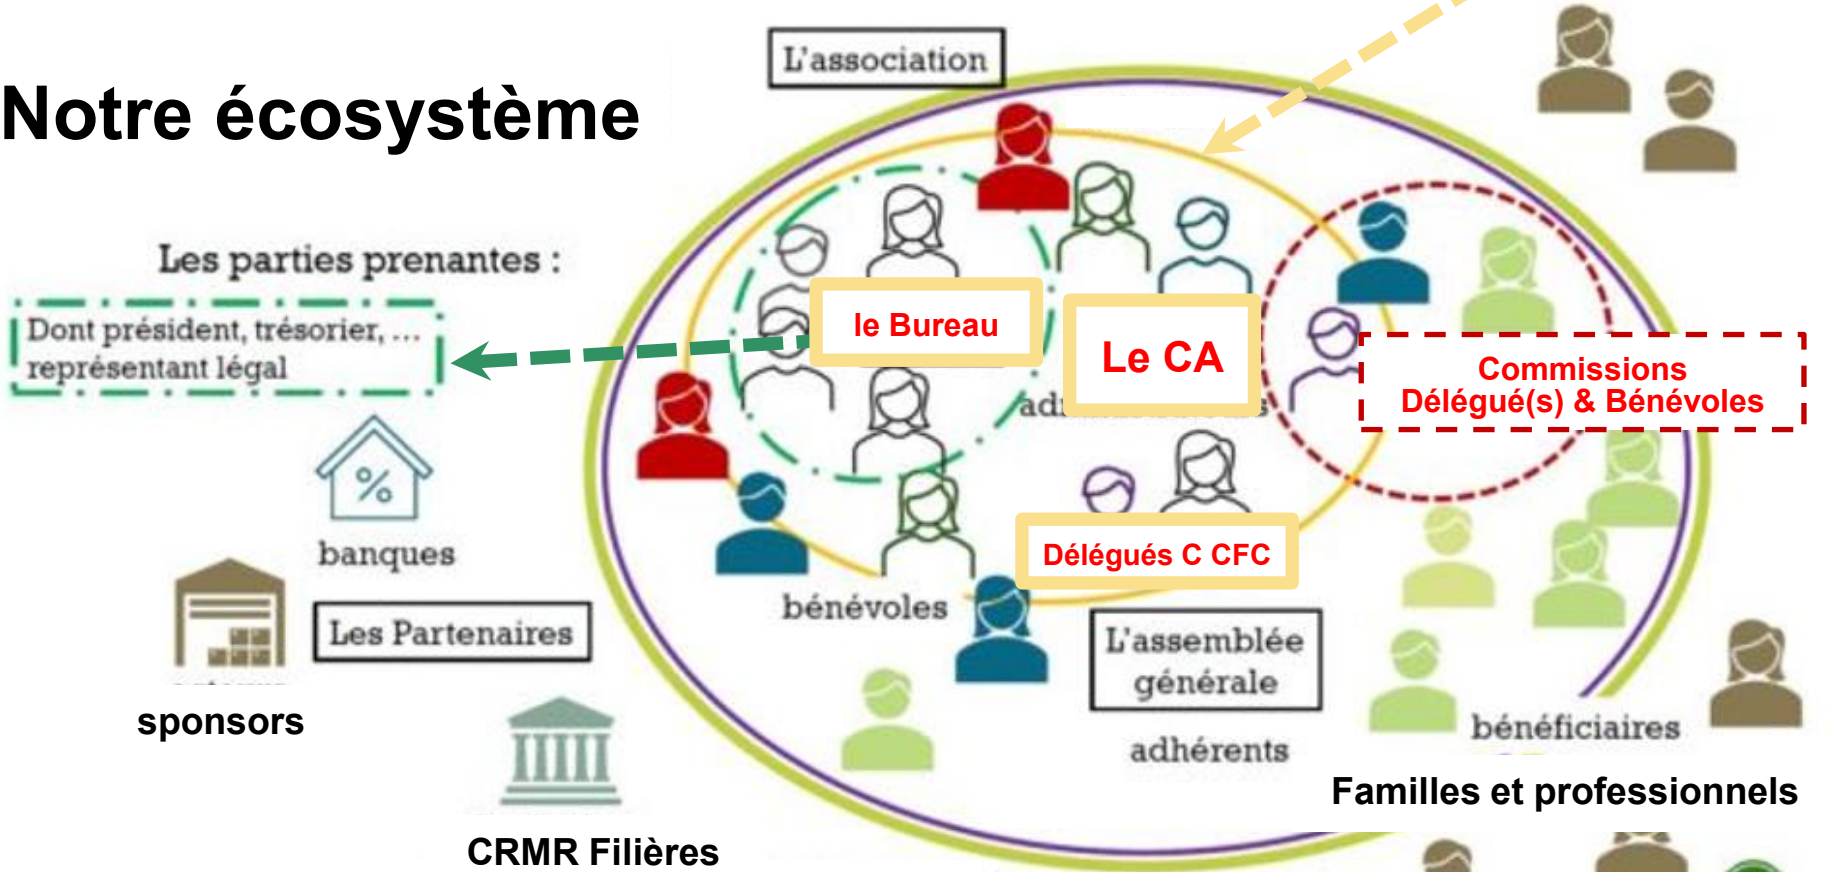 L'association
Notre écosystème
Les parties prenantes :
Dont président, trésorier, ...
représentant légal
le Bureau
Le CA
Commissions
Délégué(s) & Bénévoles
banques
Délégués C CFC
bénévoles
Les Partenaires
L'assemblée
générale
sponsors
adhérents
bénéficiaires
Familles et professionnels
CRMR Filières
%